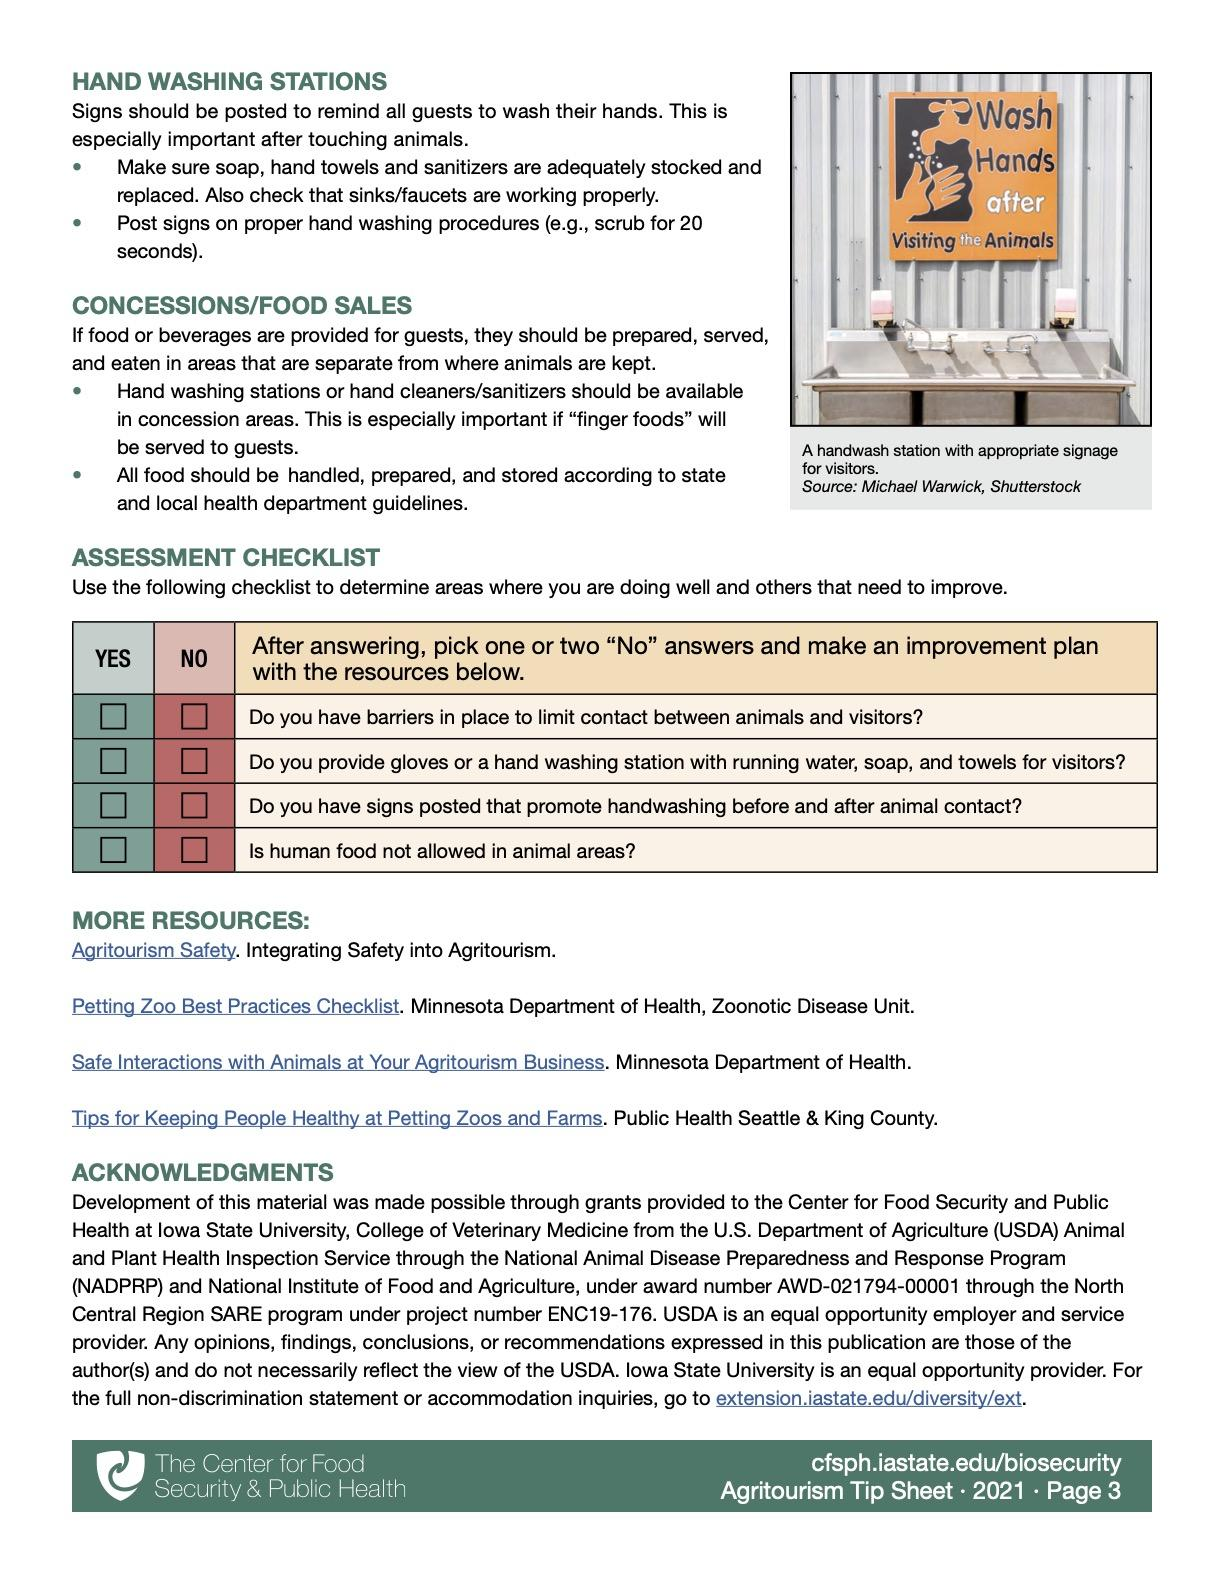 HAND WASHING STATIONS
Signs should be posted to remind all guests to wash their hands. This is
especially important after touching animals.
• Make sure soap, hand towels and sanitizers are adequately stocked and
replaced. Also check that sinks/faucets are working properly.
• Post signs on proper hand washing procedures (e.g., scrub for 20
seconds).
Wash
Hands
after
Visiting the Animals
A handwash station with appropriate signage
for visitors.
Source: Michael Warwick, Shutterstock
CONCESSIONS/FOOD SALES
If food or beverages are provided for guests, they should be prepared, served,
and eaten in areas that are separate from where animals are kept.
• Hand washing stations or hand cleaners/sanitizers should be available
in concession areas. This is especially important if “finger foods” will
be served to guests.
• All food should be handled, prepared, and stored according to state
and local health department guidelines.
ASSESSMENT CHECKLIST
Use the following checklist to determine areas where you are doing well and others that need to improve.
YES NO After answering, pick one or two “No” answers and make an improvement plan
with the resources below.
Do you have barriers in place to limit contact between animals and visitors?
Do you provide gloves or a hand washing station with running water, soap, and towels for visitors?
Do you have signs posted that promote handwashing before and after animal contact?
Is human food not allowed in animal areas?
MORE RESOURCES:
Agritourism Safety. Integrating Safety into Agritourism.
Petting Zoo Best Practices Checklist. Minnesota Department of Health, Zoonotic Disease Unit.
Safe Interactions with Animals at Your Agritourism Business. Minnesota Department of Health.
Tips for Keeping People Healthy at Petting Zoos and Farms. Public Health Seattle & King County.
ACKNOWLEDGMENTS
Development of this material was made possible through grants provided to the Center for Food Security and Public
Health at Iowa State University, College of Veterinary Medicine from the U.S. Department of Agriculture (USDA) Animal
and Plant Health Inspection Service through the National Animal Disease Preparedness and Response Program
(NADPRP) and National Institute of Food and Agriculture, under award number AWD-021794-00001 through the North
Central Region SARE program under project number ENC19-176. USDA is an equal opportunity employer and service
provider. Any opinions, findings, conclusions, or recommendations expressed in this publication are those of the
author(s) and do not necessarily reflect the view of the USDA. Iowa State University is an equal opportunity provider. For
the full non-discrimination statement or accommodation inquiries, go to extension.iastate.edu/diversity/ext.
The Center for Food
Security & Public Health
cfsph.iastate.edu/biosecurity
Agritourism Tip Sheet · 2021 · Page 3